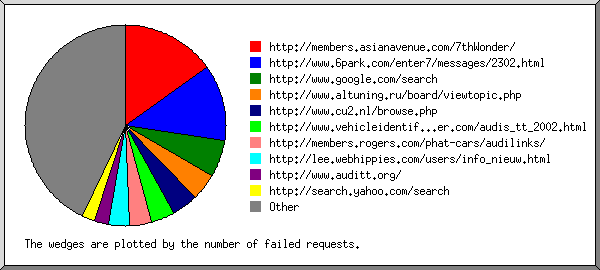 http://members.asianavenue.com/7thWonder/
http://www.6park.com/enter7/messages/2302.html
http://www.google.com/search
http://www.altuning.ru/board/viewtopic.php
http://www.cu2.nl/browse.php
http://www.vehicleidentif...er.com/audis_tt_2002.html
http://members.rogers.com/phat-cars/audilinks/
http://lee.webhippies.com/users/info_nieuw.html
http://www.auditt.org/
http://search.yahoo.com/search
Other
The wedges are plotted by the number of failed requests.